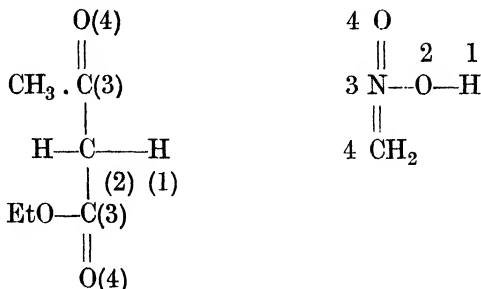 O(4)
CH₃.C(3)
H—C—H
(2) (1)
EtO—C(3)
O(4)
4 O
2 1
3 N—O—H
4 CH₂